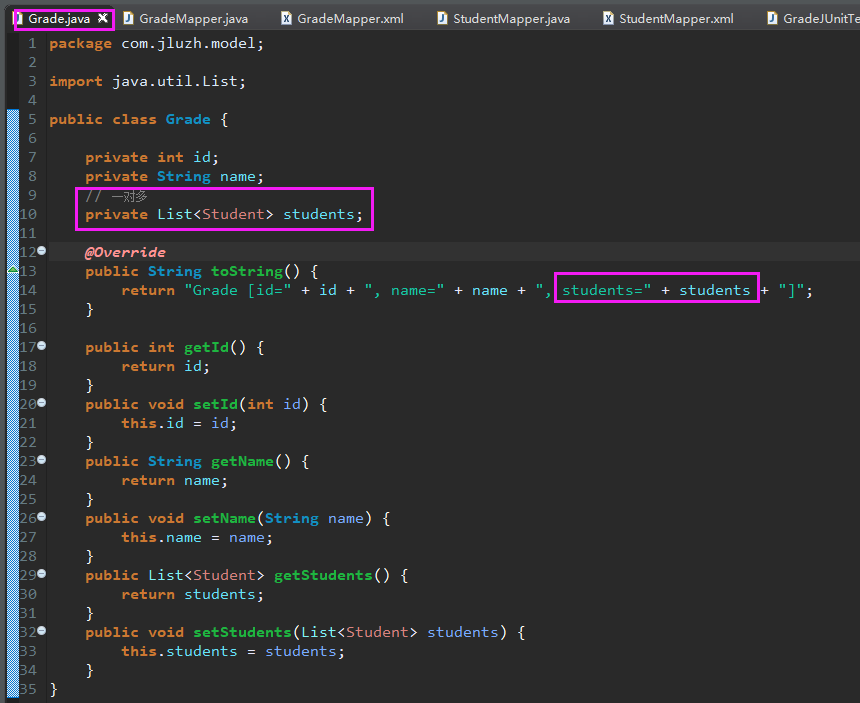 Grade.java GradeMapper.java GradeMapper.xml StudentMapper.java StudentMapper.xml GradeJUnitTe
1 package com.jluzh.model;
2
3 import java.util.List;
4
5 public class Grade {
6
7 private int id;
8 private String name;
9 // 一对多
10 private List<Student> students;
11
12 @Override
13 public String toString() {
14 return "Grade [id=" + id + ", name=" + name + ", students=" + students + "]";
15 }
16
17 public int getId() {
18 return id;
19 }
20 public void setId(int id) {
21 this.id = id;
22 }
23 public String getName() {
24 return name;
25 }
26 public void setName(String name) {
27 this.name = name;
28 }
29 public List<Student> getStudents() {
30 return students;
31 }
32 public void setStudents(List<Student> students) {
33 this.students = students;
34 }
35 }